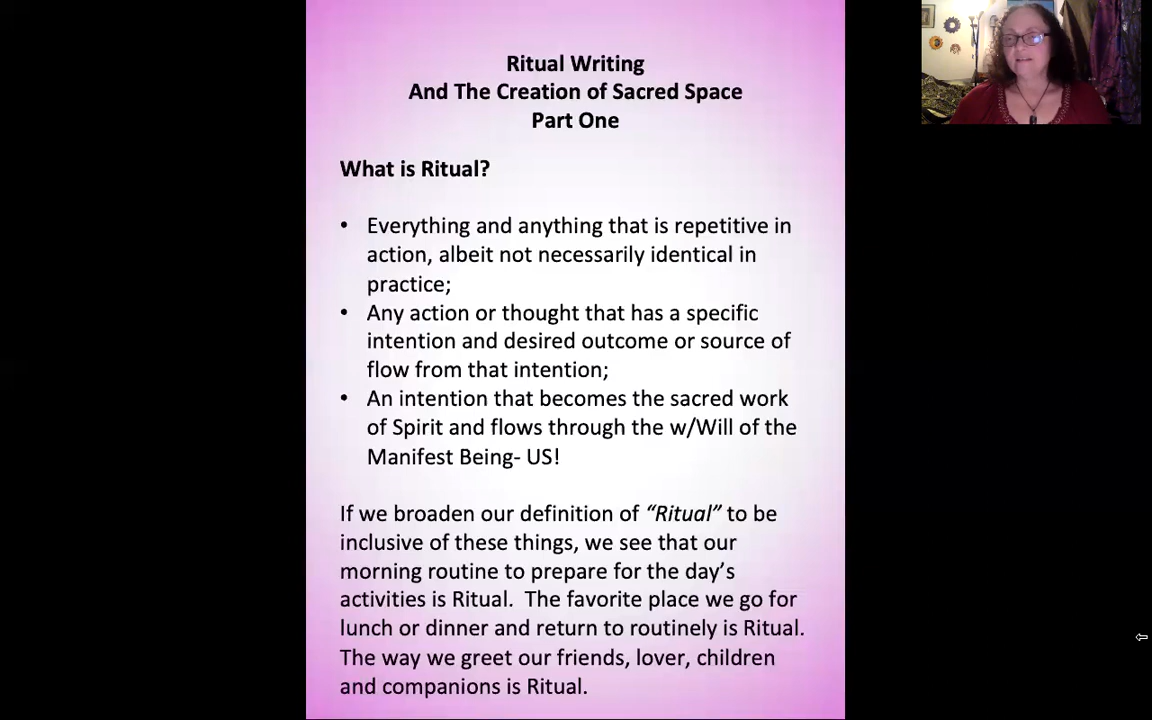 Ritual Writing
And The Creation of Sacred Space
Part One
What is Ritual?
• Everything and anything that is repetitive in
action, albeit not necessarily identical in
practice;
• Any action or thought that has a specific
intention and desired outcome or source of
flow from that intention;
• An intention that becomes the sacred work
of Spirit and flows through the w/Will of the
Manifest Being- US!
If we broaden our definition of “Ritual” to be
inclusive of these things, we see that our
morning routine to prepare for the day’s
activities is Ritual.  The favorite place we go for
lunch or dinner and return to routinely is Ritual.
The way we greet our friends, lover, children
and companions is Ritual.